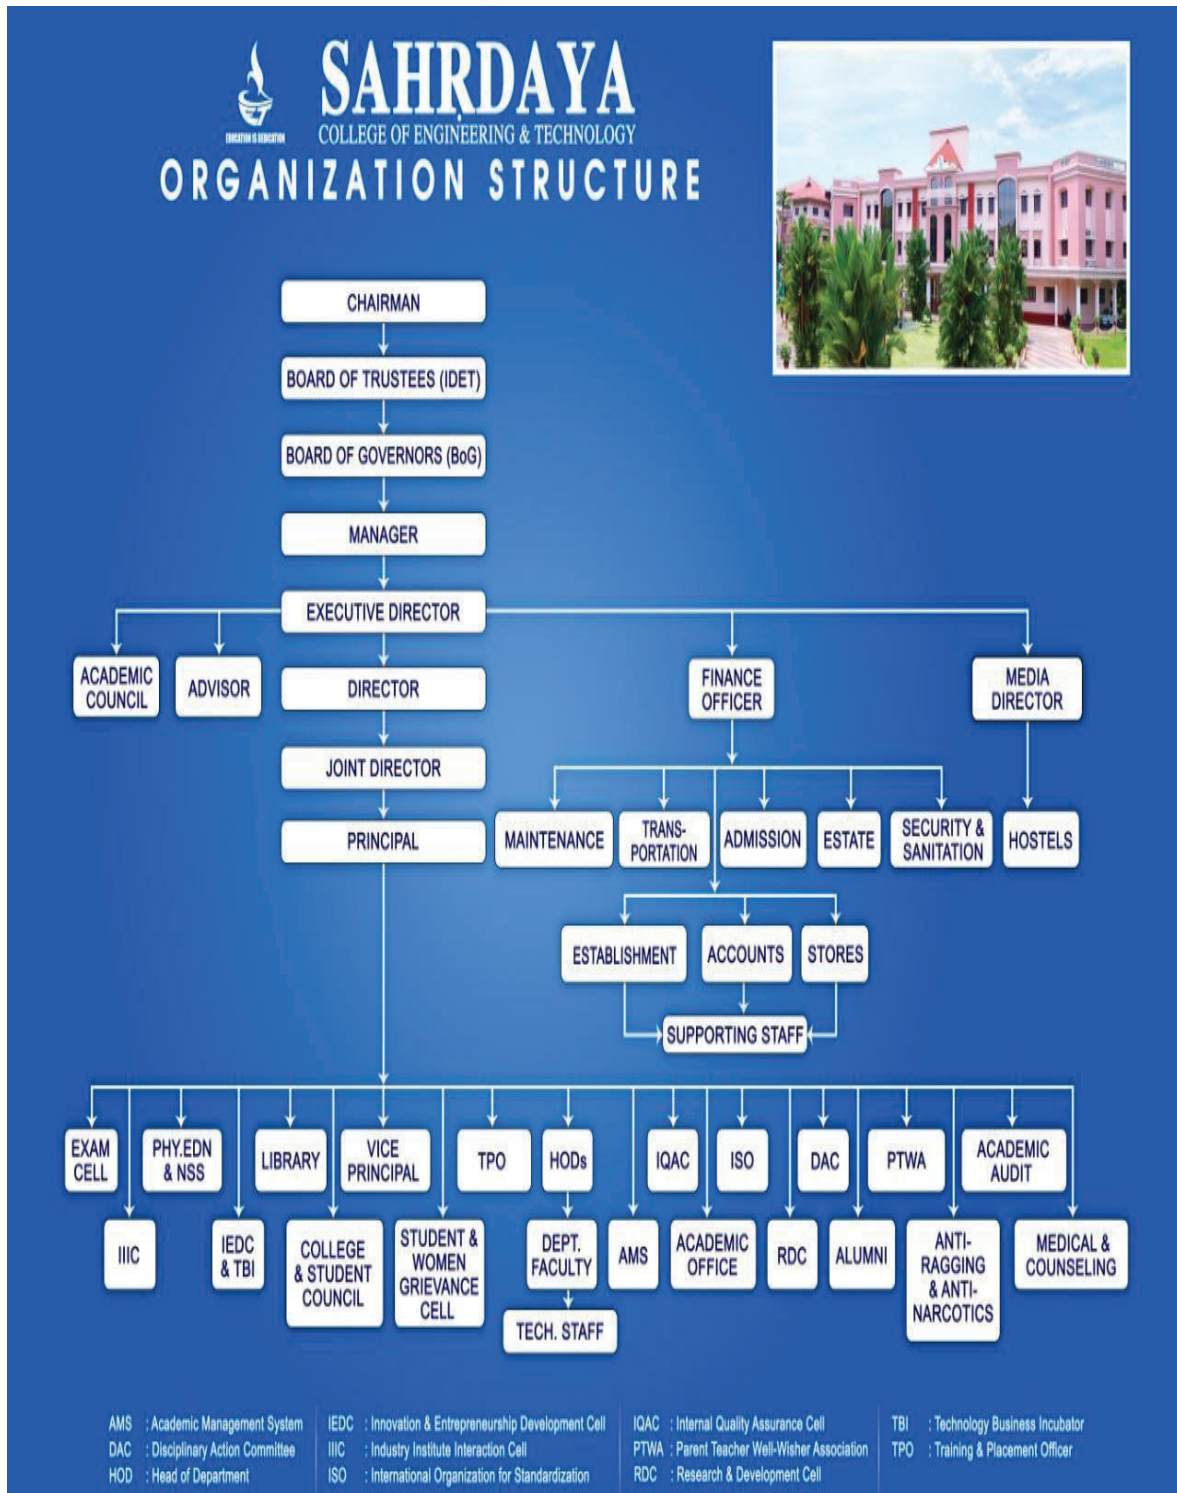 SAHṚDAYA
EDUCATION IS DEDICATION
COLLEGE OF ENGINEERING & TECHNOLOGY
ORGANIZATION STRUCTURE
CHAIRMAN
BOARD OF TRUSTEES (IDET)
BOARD OF GOVERNORS (BoG)
MANAGER
EXECUTIVE DIRECTOR
ACADEMIC
COUNCIL
ADVISOR
DIRECTOR
FINANCE
OFFICER
MEDIA
DIRECTOR
JOINT DIRECTOR
PRINCIPAL
MAINTENANCE
TRANS-
PORTATION
ADMISSION
ESTATE
SECURITY &
SANITATION
HOSTELS
ESTABLISHMENT
ACCOUNTS
STORES
SUPPORTING STAFF
EXAM
CELL
PHY.EDN
& NSS
LIBRARY
VICE
PRINCIPAL
TPO
HODs
IQAC
ISO
DAC
PTWA
ACADEMIC
AUDIT
IIIC
IEDC
& TBI
COLLEGE
& STUDENT
COUNCIL
STUDENT &
WOMEN
GRIEVANCE
CELL
DEPT.
FACULTY
AMS
ACADEMIC
OFFICE
RDC
ALUMNI
ANTI-
RAGGING
& ANTI-
NARCOTICS
MEDICAL &
COUNSELING
TECH. STAFF
AMS : Academic Management System
DAC : Disciplinary Action Committee
HOD : Head of Department
IEDC : Innovation & Entrepreneurship Development Cell
IIIC : Industry Institute Interaction Cell
ISO : International Organization for Standardization
IQAC : Internal Quality Assurance Cell
PTWA : Parent Teacher Well-Wisher Association
RDC : Research & Development Cell
TBI : Technology Business Incubator
TPO : Training & Placement Officer